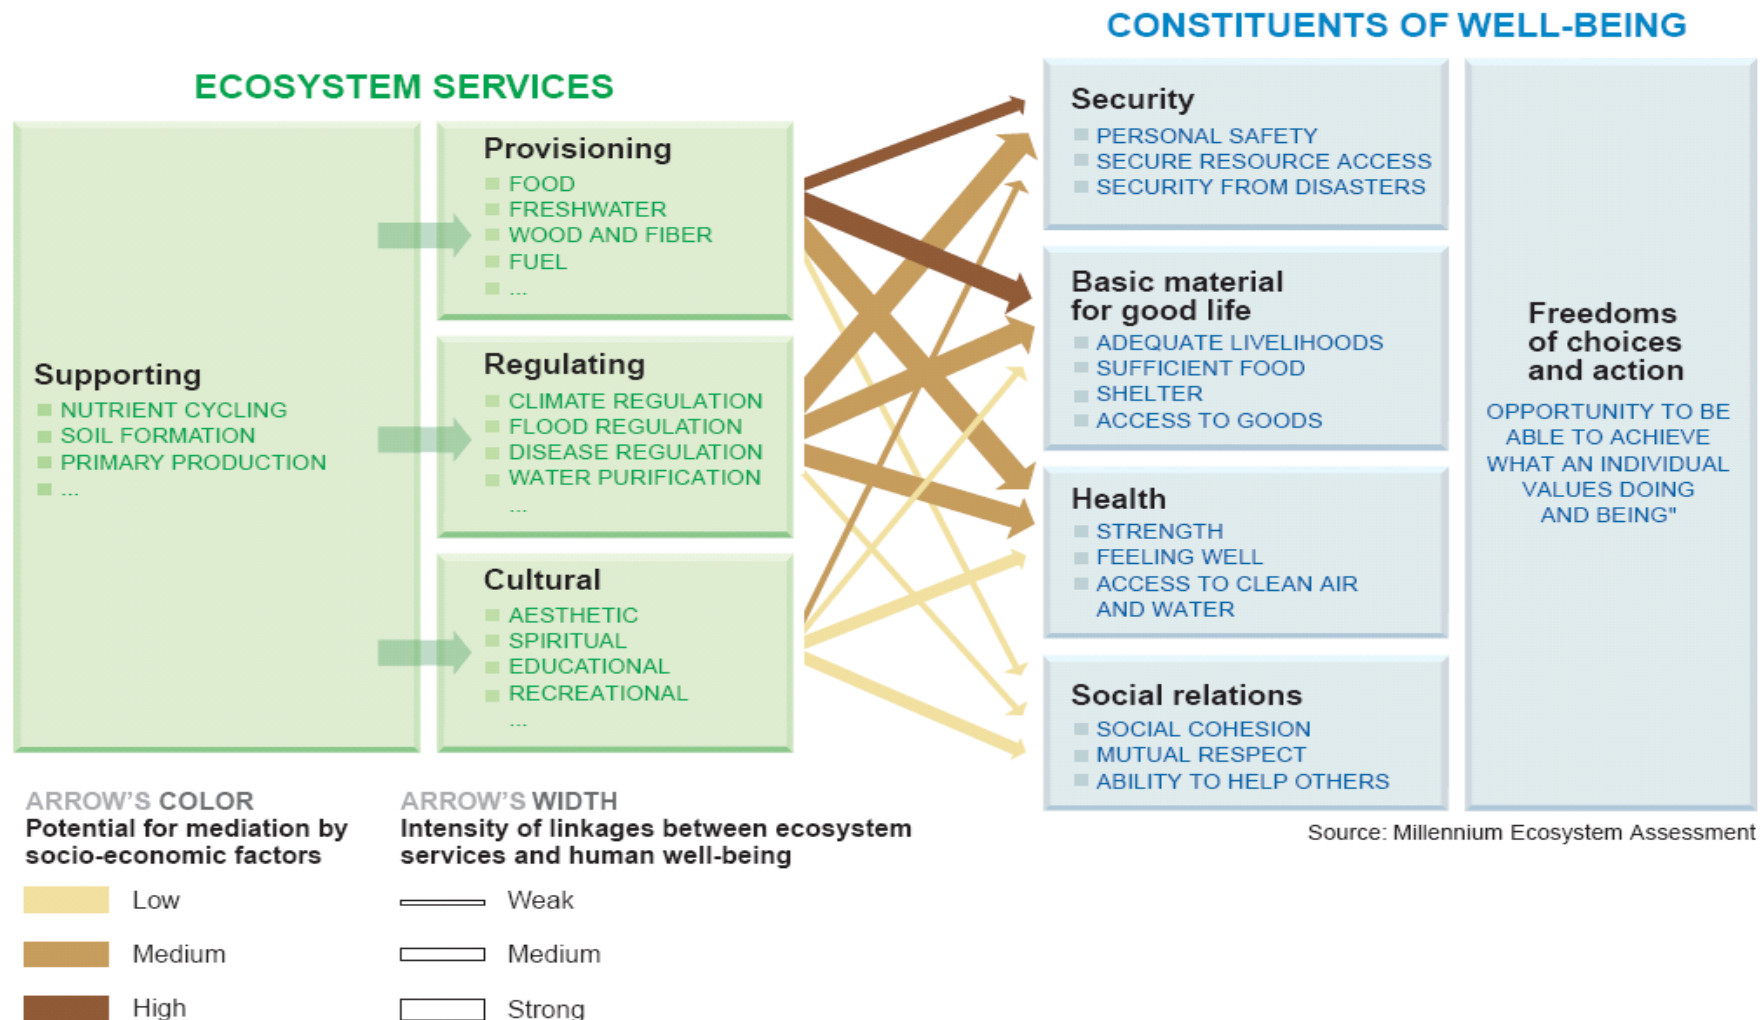 CONSTITUENTS OF WELL-BEING
ECOSYSTEM SERVICES
Supporting
NUTRIENT CYCLING
SOIL FORMATION
PRIMARY PRODUCTION
...
Provisioning
FOOD
FRESHWATER
WOOD AND FIBER
FUEL
...
Regulating
CLIMATE REGULATION
FLOOD REGULATION
DISEASE REGULATION
WATER PURIFICATION
...
Cultural
AESTHETIC
SPIRITUAL
EDUCATIONAL
RECREATIONAL
...
Security
PERSONAL SAFETY
SECURE RESOURCE ACCESS
SECURITY FROM DISASTERS
Basic material
for good life
ADEQUATE LIVELIHOODS
SUFFICIENT FOOD
SHELTER
ACCESS TO GOODS
Health
STRENGTH
FEELING WELL
ACCESS TO CLEAN AIR
AND WATER
Social relations
SOCIAL COHESION
MUTUAL RESPECT
ABILITY TO HELP OTHERS
Freedoms
of choices
and action
OPPORTUNITY TO BE
ABLE TO ACHIEVE
WHAT AN INDIVIDUAL
VALUES DOING
AND BEING"
Source: Millennium Ecosystem Assessment
ARROW'S COLOR
Potential for mediation by
socio-economic factors
Low
Medium
High
ARROW'S WIDTH
Intensity of linkages between ecosystem
services and human well-being
Weak
Medium
Strong